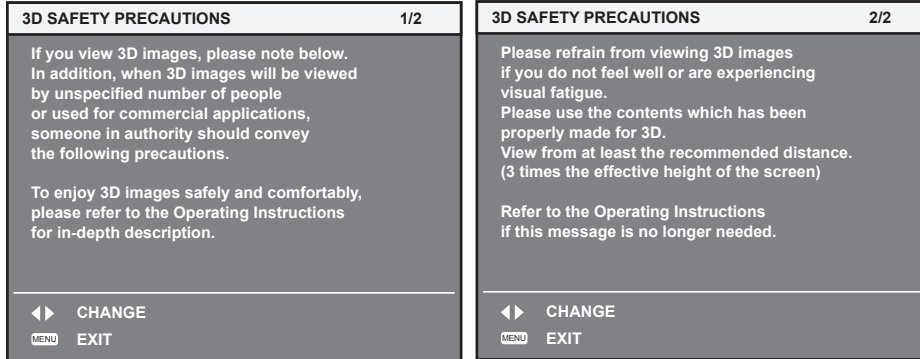 3D SAFETY PRECAUTIONS 1/2
If you view 3D images, please note below.
In addition, when 3D images will be viewed
by unspecified number of people
or used for commercial applications,
someone in authority should convey
the following precautions.
To enjoy 3D images safely and comfortably,
please refer to the Operating Instructions
for in-depth description.
CHANGE
MENU EXIT
3D SAFETY PRECAUTIONS 2/2
Please refrain from viewing 3D images
if you do not feel well or are experiencing
visual fatigue.
Please use the contents which has been
properly made for 3D.
View from at least the recommended distance.
(3 times the effective height of the screen)
Refer to the Operating Instructions
if this message is no longer needed.
CHANGE
MENU EXIT